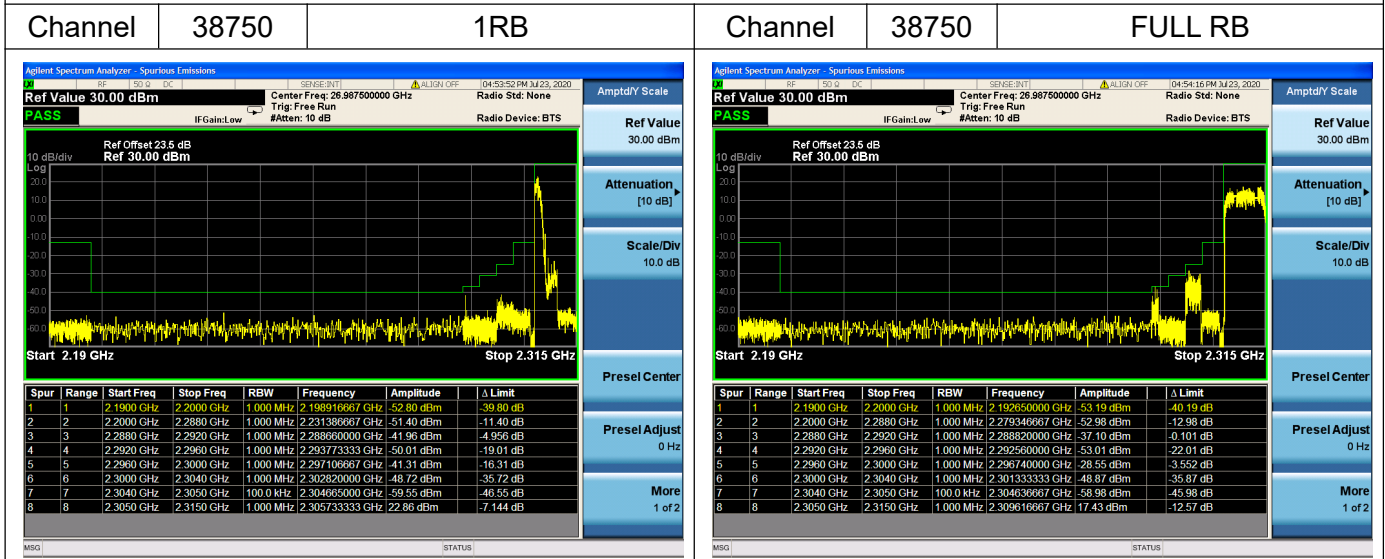 Channel 38750 1RB Channel 38750 FULL RB
Agilent Spectrum Analyzer - Spurious Emissions
RF 50 Ω DC SENSE:INT ALIGN OFF 04:53:52 PM Jul 23, 2020
Ref Value 30.00 dBm Center Freq: 26.987500000 GHz Radio Std: None
Trig: Free Run
PASS IFGain:Low #Atten: 10 dB Radio Device: BTS
Ref Offset 23.5 dB
10 dB/div Ref 30.00 dBm
Log
20.0
10.0
0.00
-10.0
-20.0
-30.0
-40.0
-50.0
-60.0
Start 2.19 GHz Stop 2.315 GHz
Spur Range Start Freq Stop Freq RBW Frequency Amplitude Δ Limit
1 1 2.1900 GHz 2.2000 GHz 1.000 MHz 2.198916667 GHz -52.80 dBm -39.80 dB
2 2 2.2000 GHz 2.2880 GHz 1.000 MHz 2.231386667 GHz -51.40 dBm -11.40 dB
3 3 2.2880 GHz 2.2920 GHz 1.000 MHz 2.288660000 GHz -41.96 dBm -4.956 dB
4 4 2.2920 GHz 2.2960 GHz 1.000 MHz 2.293773333 GHz -50.01 dBm -19.01 dB
5 5 2.2960 GHz 2.3000 GHz 1.000 MHz 2.297106667 GHz -41.31 dBm -16.31 dB
6 6 2.3000 GHz 2.3040 GHz 1.000 MHz 2.302820000 GHz -48.72 dBm -35.72 dB
7 7 2.3040 GHz 2.3050 GHz 100.0 kHz 2.304665000 GHz -59.55 dBm -46.55 dB
8 8 2.3050 GHz 2.3150 GHz 1.000 MHz 2.305733333 GHz 22.86 dBm -7.144 dB
MSG STATUS
Amptd/Y Scale
Ref Value
30.00 dBm
Attenuation
[10 dB]
Scale/Div
10.0 dB
Presel Center
Presel Adjust
0 Hz
More
1 of 2
Agilent Spectrum Analyzer - Spurious Emissions
RF 50 Ω DC SENSE:INT ALIGN OFF 04:54:16 PM Jul 23, 2020
Ref Value 30.00 dBm Center Freq: 26.987500000 GHz Radio Std: None
Trig: Free Run
PASS IFGain:Low #Atten: 10 dB Radio Device: BTS
Ref Offset 23.5 dB
10 dB/div Ref 30.00 dBm
Log
20.0
10.0
0.00
-10.0
-20.0
-30.0
-40.0
-50.0
-60.0
Start 2.19 GHz Stop 2.315 GHz
Spur Range Start Freq Stop Freq RBW Frequency Amplitude Δ Limit
1 1 2.1900 GHz 2.2000 GHz 1.000 MHz 2.192650000 GHz -53.19 dBm -40.19 dB
2 2 2.2000 GHz 2.2880 GHz 1.000 MHz 2.279346667 GHz -52.98 dBm -12.98 dB
3 3 2.2880 GHz 2.2920 GHz 1.000 MHz 2.288820000 GHz -37.10 dBm -0.101 dB
4 4 2.2920 GHz 2.2960 GHz 1.000 MHz 2.292560000 GHz -53.01 dBm -22.01 dB
5 5 2.2960 GHz 2.3000 GHz 1.000 MHz 2.296740000 GHz -28.55 dBm -3.552 dB
6 6 2.3000 GHz 2.3040 GHz 1.000 MHz 2.301333333 GHz -48.87 dBm -35.87 dB
7 7 2.3040 GHz 2.3050 GHz 100.0 kHz 2.304636667 GHz -58.98 dBm -45.98 dB
8 8 2.3050 GHz 2.3150 GHz 1.000 MHz 2.309616667 GHz 17.43 dBm -12.57 dB
MSG STATUS
Amptd/Y Scale
Ref Value
30.00 dBm
Attenuation
[10 dB]
Scale/Div
10.0 dB
Presel Center
Presel Adjust
0 Hz
More
1 of 2